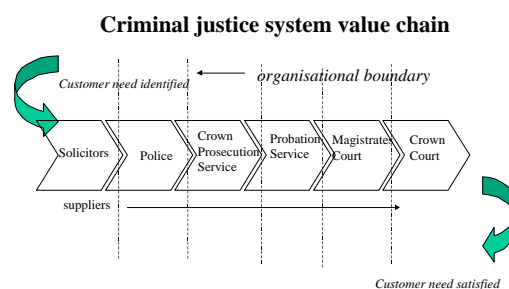 Criminal justice system value chain
Customer need identified
organisational boundary
Solicitors
Police
Crown
Prosecution
Service
Probation
Service
Magistrates
Court
Crown
Court
suppliers
Customer need satisfied